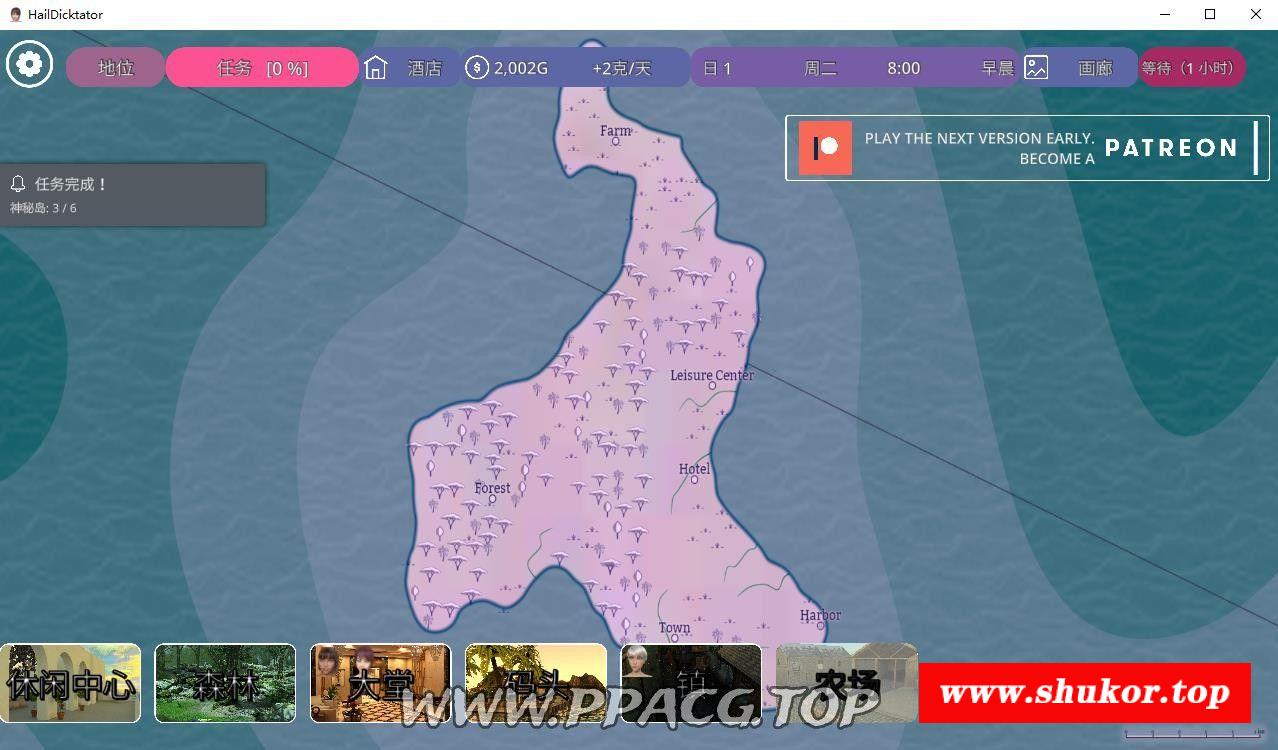 HailDicktator
地位
任务 [0 %]
酒店
2,002G
+2克/天
日 1
周二
8:00
早晨
画廊
等待（1 小时）
PLAY THE NEXT VERSION EARLY.
BECOME A
PATREON
任务完成！
神秘岛: 3 / 6
Farm
Leisure Center
Hotel
Forest
Harbor
Town
休闲中心
森林
大堂
码头
镇
农场
www.shukor.top
WWW.PPACG.TOP